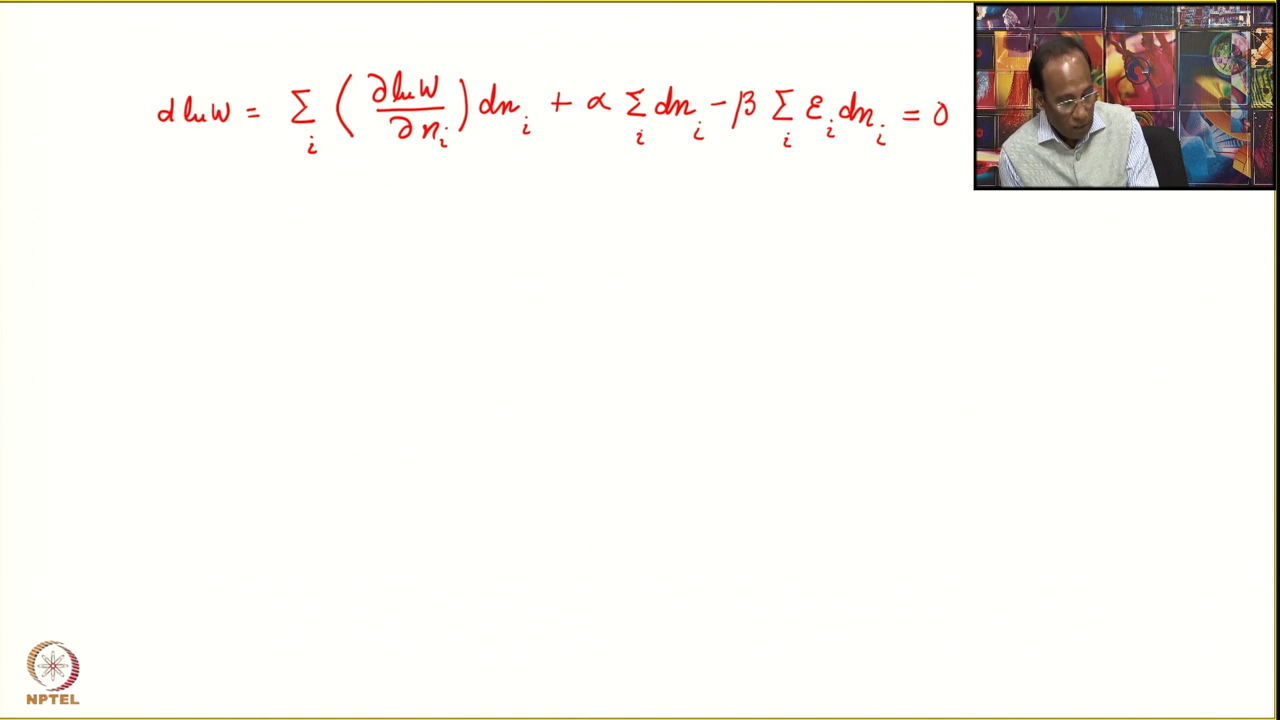 d ln W = Σ_i ( ∂ ln W / ∂ n_i ) dn_i + α Σ_i dn_i − β Σ_i ε_i dn_i = 0
NPTEL